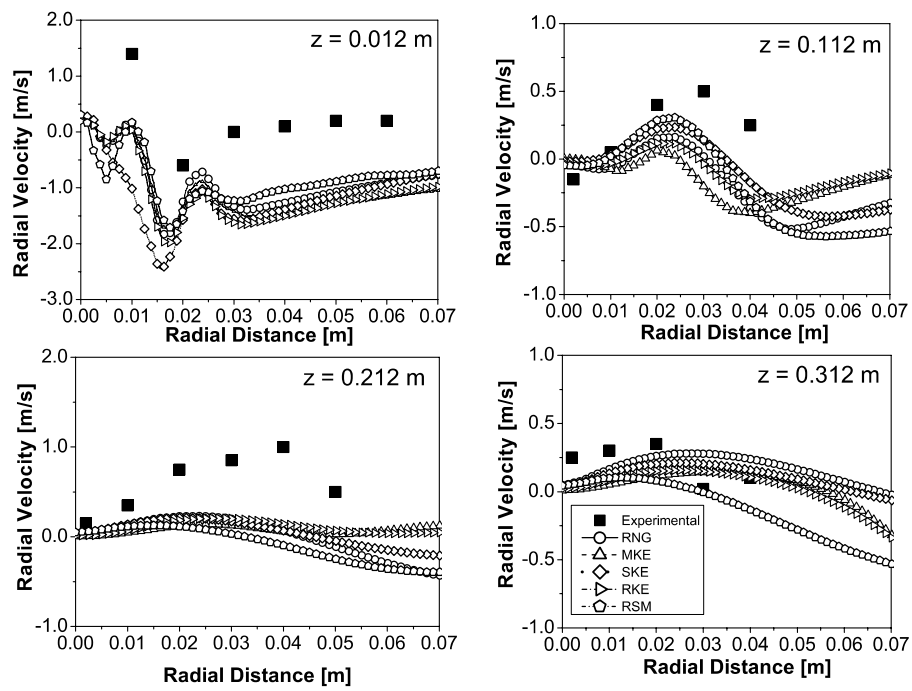 z = 0.012 m
2.0
1.0
0.0
-1.0
-2.0
-3.0
Radial Velocity [m/s]
0.00 0.01 0.02 0.03 0.04 0.05 0.06 0.07
Radial Distance [m]
z = 0.112 m
1.0
0.5
0.0
-0.5
-1.0
Radial Velocity [m/s]
0.00 0.01 0.02 0.03 0.04 0.05 0.06 0.07
Radial Distance [m]
z = 0.212 m
2.0
1.0
0.0
-1.0
Radial Velocity [m/s]
0.00 0.01 0.02 0.03 0.04 0.05 0.06 0.07
Radial Distance [m]
z = 0.312 m
1.0
0.5
0.0
-0.5
-1.0
Radial Velocity [m/s]
Experimental
RNG
MKE
SKE
RKE
RSM
0.00 0.01 0.02 0.03 0.04 0.05 0.06 0.07
Radial Distance [m]